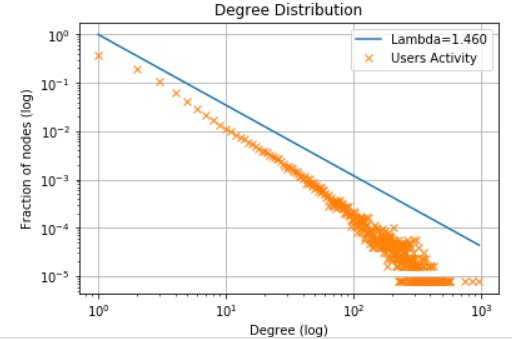 Degree Distribution
Lambda=1.460
Users Activity
Fraction of nodes (log)
10⁰
10⁻¹
10⁻²
10⁻³
10⁻⁴
10⁻⁵
10⁰ 10¹ 10² 10³
Degree (log)